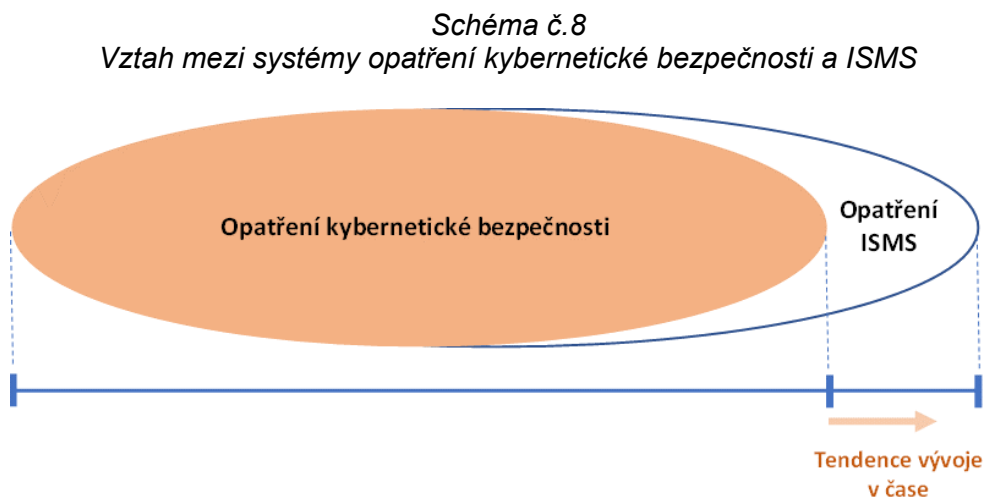 Schéma č.8
Vztah mezi systémy opatření kybernetické bezpečnosti a ISMS
Opatření kybernetické bezpečnosti
Opatření
ISMS
Tendence vývoje
v čase